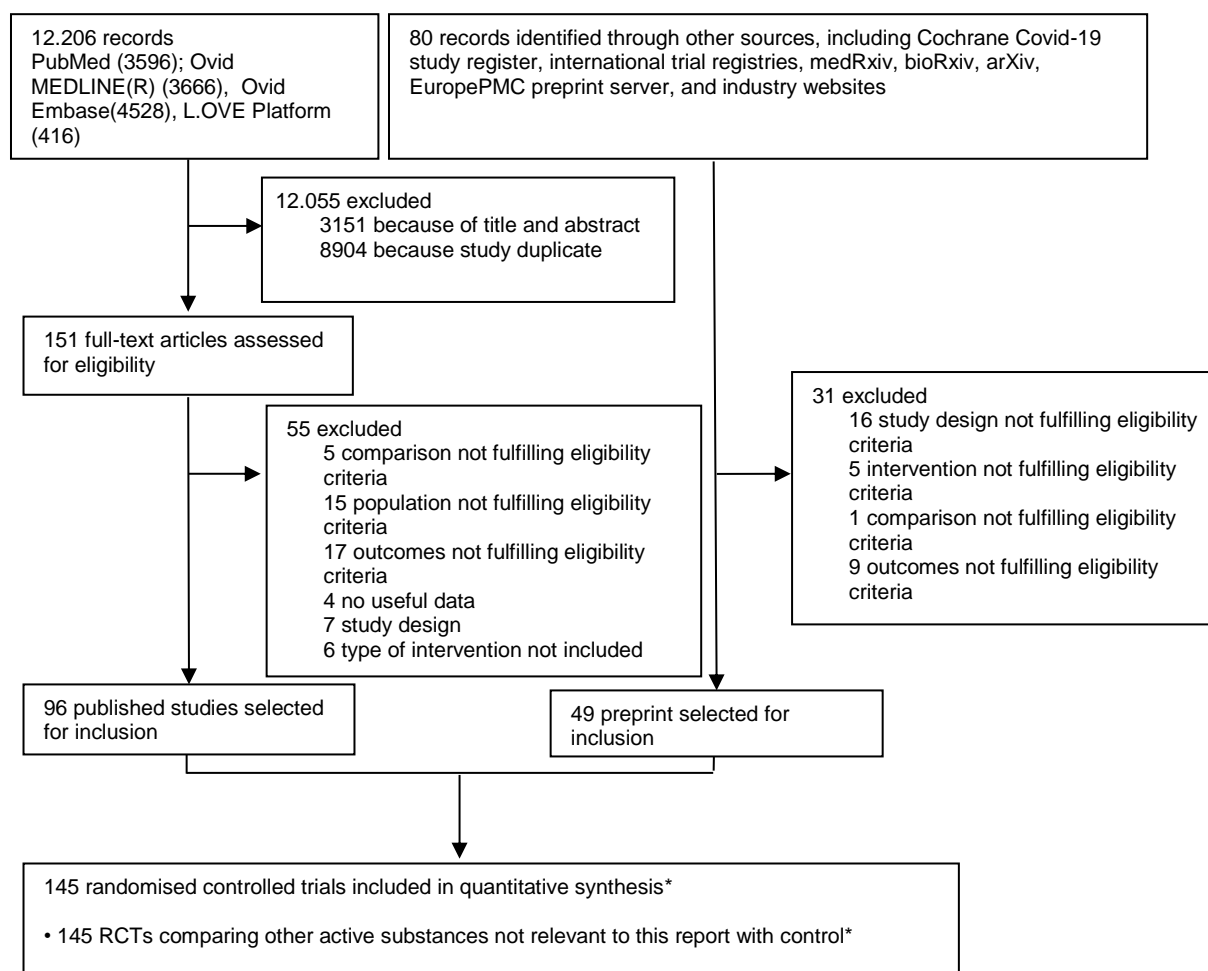 12.206 records
PubMed (3596); Ovid
MEDLINE(R) (3666), Ovid
Embase(4528), L.OVE Platform
(416)
80 records identified through other sources, including Cochrane Covid-19
study register, international trial registries, medRxiv, bioRxiv, arXiv,
EuropePMC preprint server, and industry websites
12.055 excluded
3151 because of title and abstract
8904 because study duplicate
151 full-text articles assessed
for eligibility
55 excluded
5 comparison not fulfilling eligibility
criteria
15 population not fulfilling eligibility
criteria
17 outcomes not fulfilling eligibility
criteria
4 no useful data
7 study design
6 type of intervention not included
31 excluded
16 study design not fulfilling eligibility
criteria
5 intervention not fulfilling eligibility
criteria
1 comparison not fulfilling eligibility
criteria
9 outcomes not fulfilling eligibility
criteria
96 published studies selected
for inclusion
49 preprint selected for
inclusion
145 randomised controlled trials included in quantitative synthesis*
• 145 RCTs comparing other active substances not relevant to this report with control*